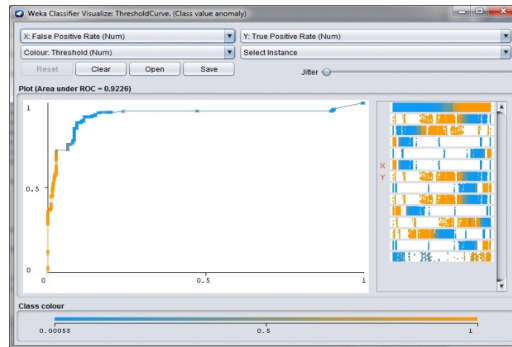 Weka Classifier Visualize: ThresholdCurve. (Class value anomaly)
X: False Positive Rate (Num)
Y: True Positive Rate (Num)
Colour: Threshold (Num)
Select Instance
Reset
Clear
Open
Save
Jitter
Plot (Area under ROC = 0.9226)
1
0.5
0
0
0.5
1
X
Y
Class colour
0.00055
0.5
1